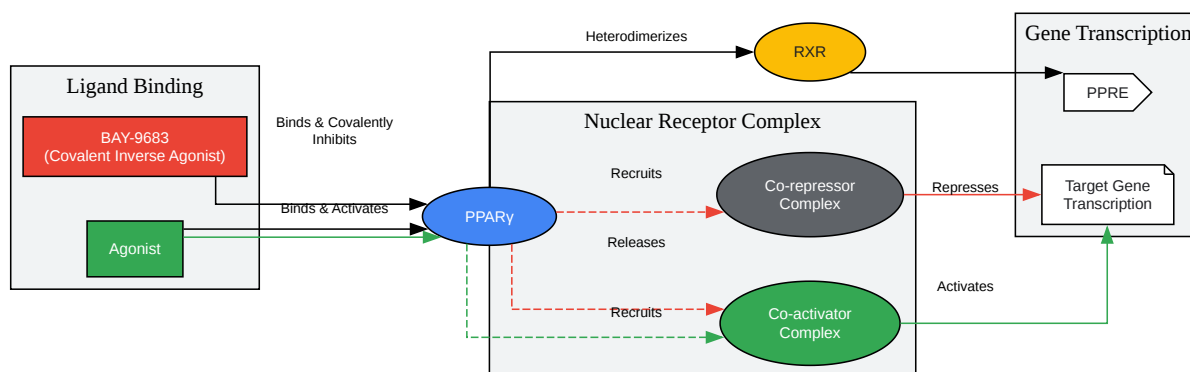 Ligand Binding
BAY-9683
(Covalent Inverse Agonist)
Agonist
Binds & Covalently
Inhibits
Binds & Activates
PPARγ
Heterodimerizes
RXR
Nuclear Receptor Complex
Recruits
Co-repressor
Complex
Releases
Recruits
Co-activator
Complex
Represses
Activates
Gene Transcription
PPRE
Target Gene
Transcription